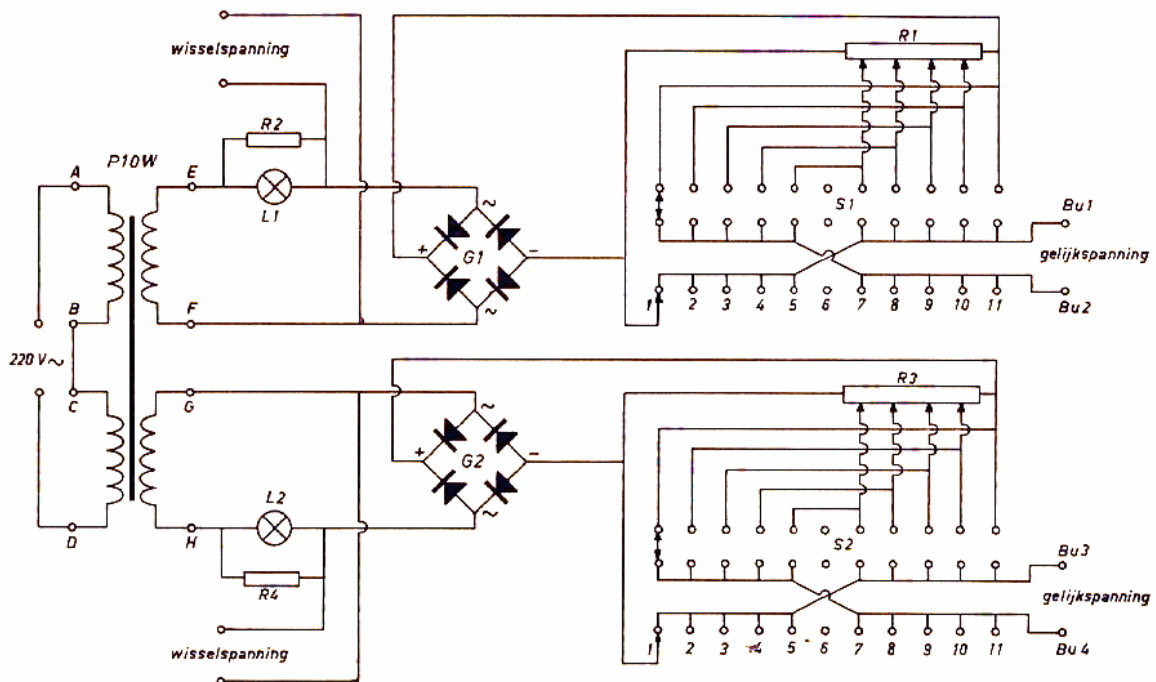 wisselspanning
R1
R2
P10W
A
E
L1
S1
Bu1
~
+
G1
-
gelijkspanning
~
B
F
Bu2
1 2 3 4 5 6 7 8 9 10 11
220 V~
C
G
R3
~
+
G2
-
L2
~
S2
D
H
Bu3
R4
gelijkspanning
wisselspanning
Bu4
1 2 3 4 5 6 7 8 9 10 11